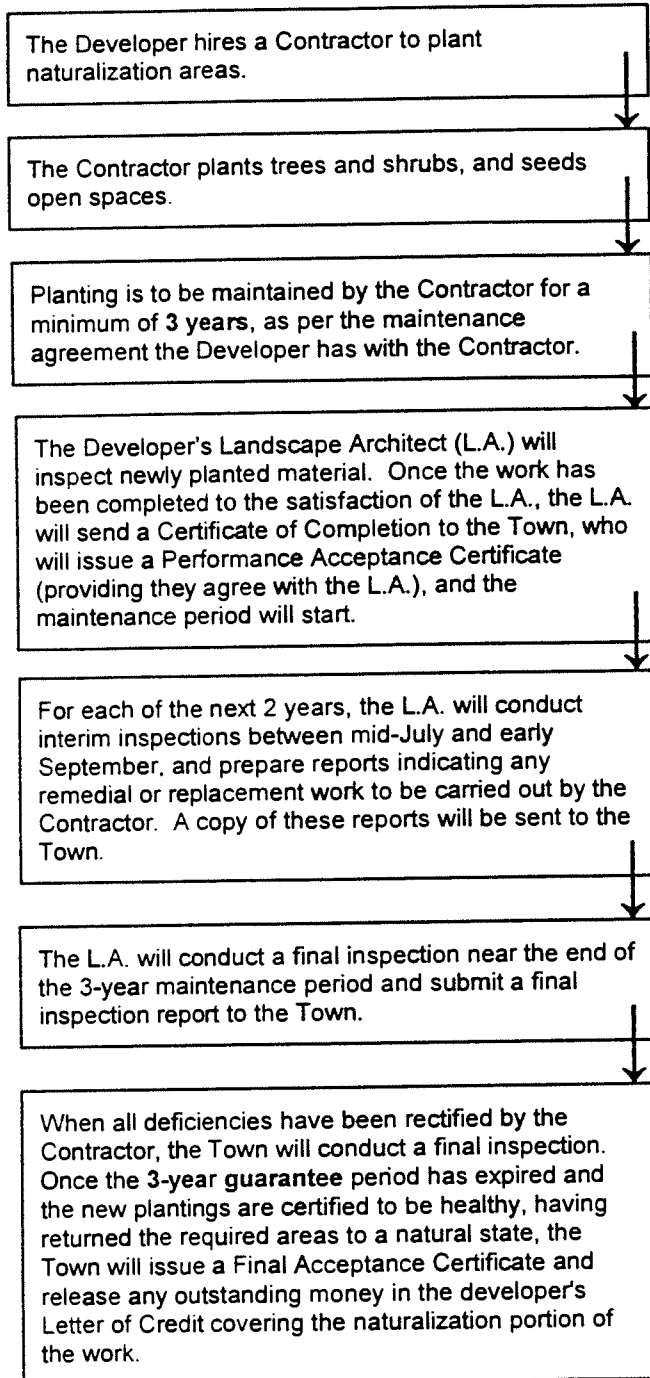 The Developer hires a Contractor to plant
naturalization areas.
The Contractor plants trees and shrubs, and seeds
open spaces.
Planting is to be maintained by the Contractor for a
minimum of 3 years, as per the maintenance
agreement the Developer has with the Contractor.
The Developer's Landscape Architect (L.A.) will
inspect newly planted material. Once the work has
been completed to the satisfaction of the L.A., the L.A.
will send a Certificate of Completion to the Town, who
will issue a Performance Acceptance Certificate
(providing they agree with the L.A.), and the
maintenance period will start.
For each of the next 2 years, the L.A. will conduct
interim inspections between mid-July and early
September, and prepare reports indicating any
remedial or replacement work to be carried out by the
Contractor. A copy of these reports will be sent to the
Town.
The L.A. will conduct a final inspection near the end of
the 3-year maintenance period and submit a final
inspection report to the Town.
When all deficiencies have been rectified by the
Contractor, the Town will conduct a final inspection.
Once the 3-year guarantee period has expired and
the new plantings are certified to be healthy, having
returned the required areas to a natural state, the
Town will issue a Final Acceptance Certificate and
release any outstanding money in the developer's
Letter of Credit covering the naturalization portion of
the work.